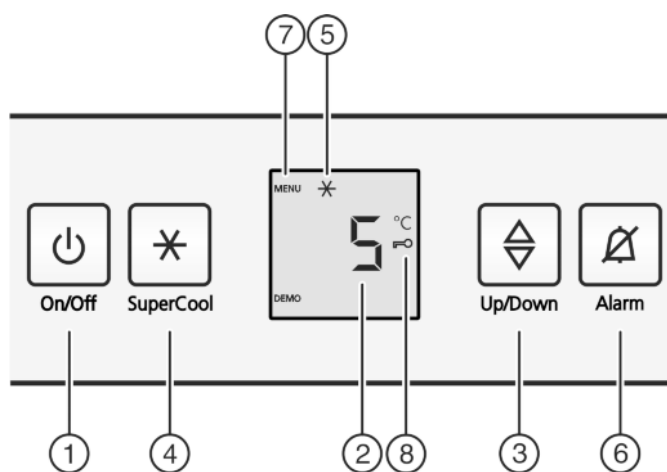 7 5
MENU
5 °C
DEMO
On/Off SuperCool Up/Down Alarm
1 4 2 8 3 6